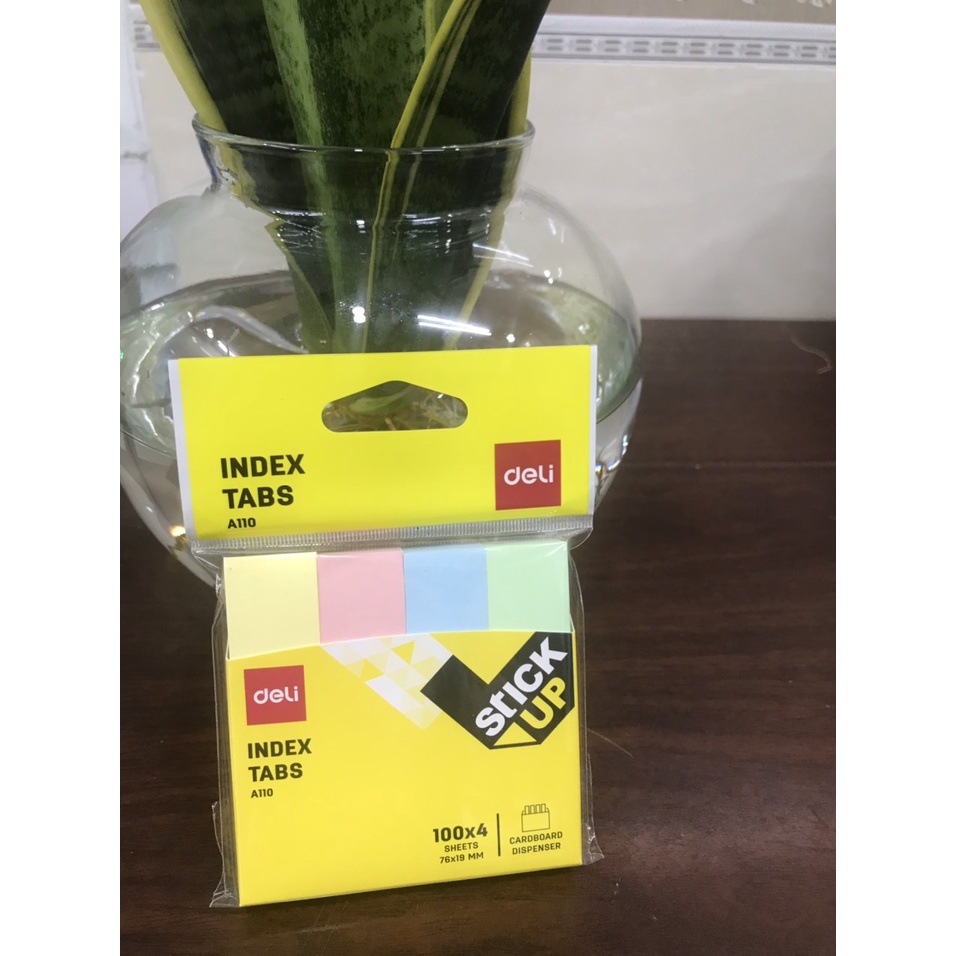 INDEX
TABS
A110
deli
deli
INDEX
TABS
A110
STICK
UP
100x4
SHEETS
76x19 MM
CARDBOARD
DISPENSER